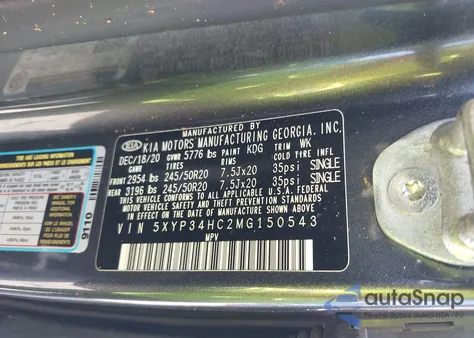 MANUFACTURED BY
KIA KIA MOTORS MANUFACTURING GEORGIA, INC.
DEC/18/20 GVWR 5776 lbs PAINT KDG TRIM WK
TIRES RIMS COLD TIRE INFL.
FRONT 2954 lbs 245/50R20 7.5Jx20 35psi SINGLE
REAR 3196 lbs 245/50R20 7.5Jx20 35psi SINGLE
THIS VEHICLE CONFORMS TO ALL APPLICABLE U.S. FEDERAL
MOTOR VEHICLE SAFETY AND THEFT PREVENTION STANDARDS
IN EFFECT ON THE DATE OF MANUFACTURE SHOWN ABOVE.
VIN 5XYP34HC2MG150543
MPV
9110
autoSnap